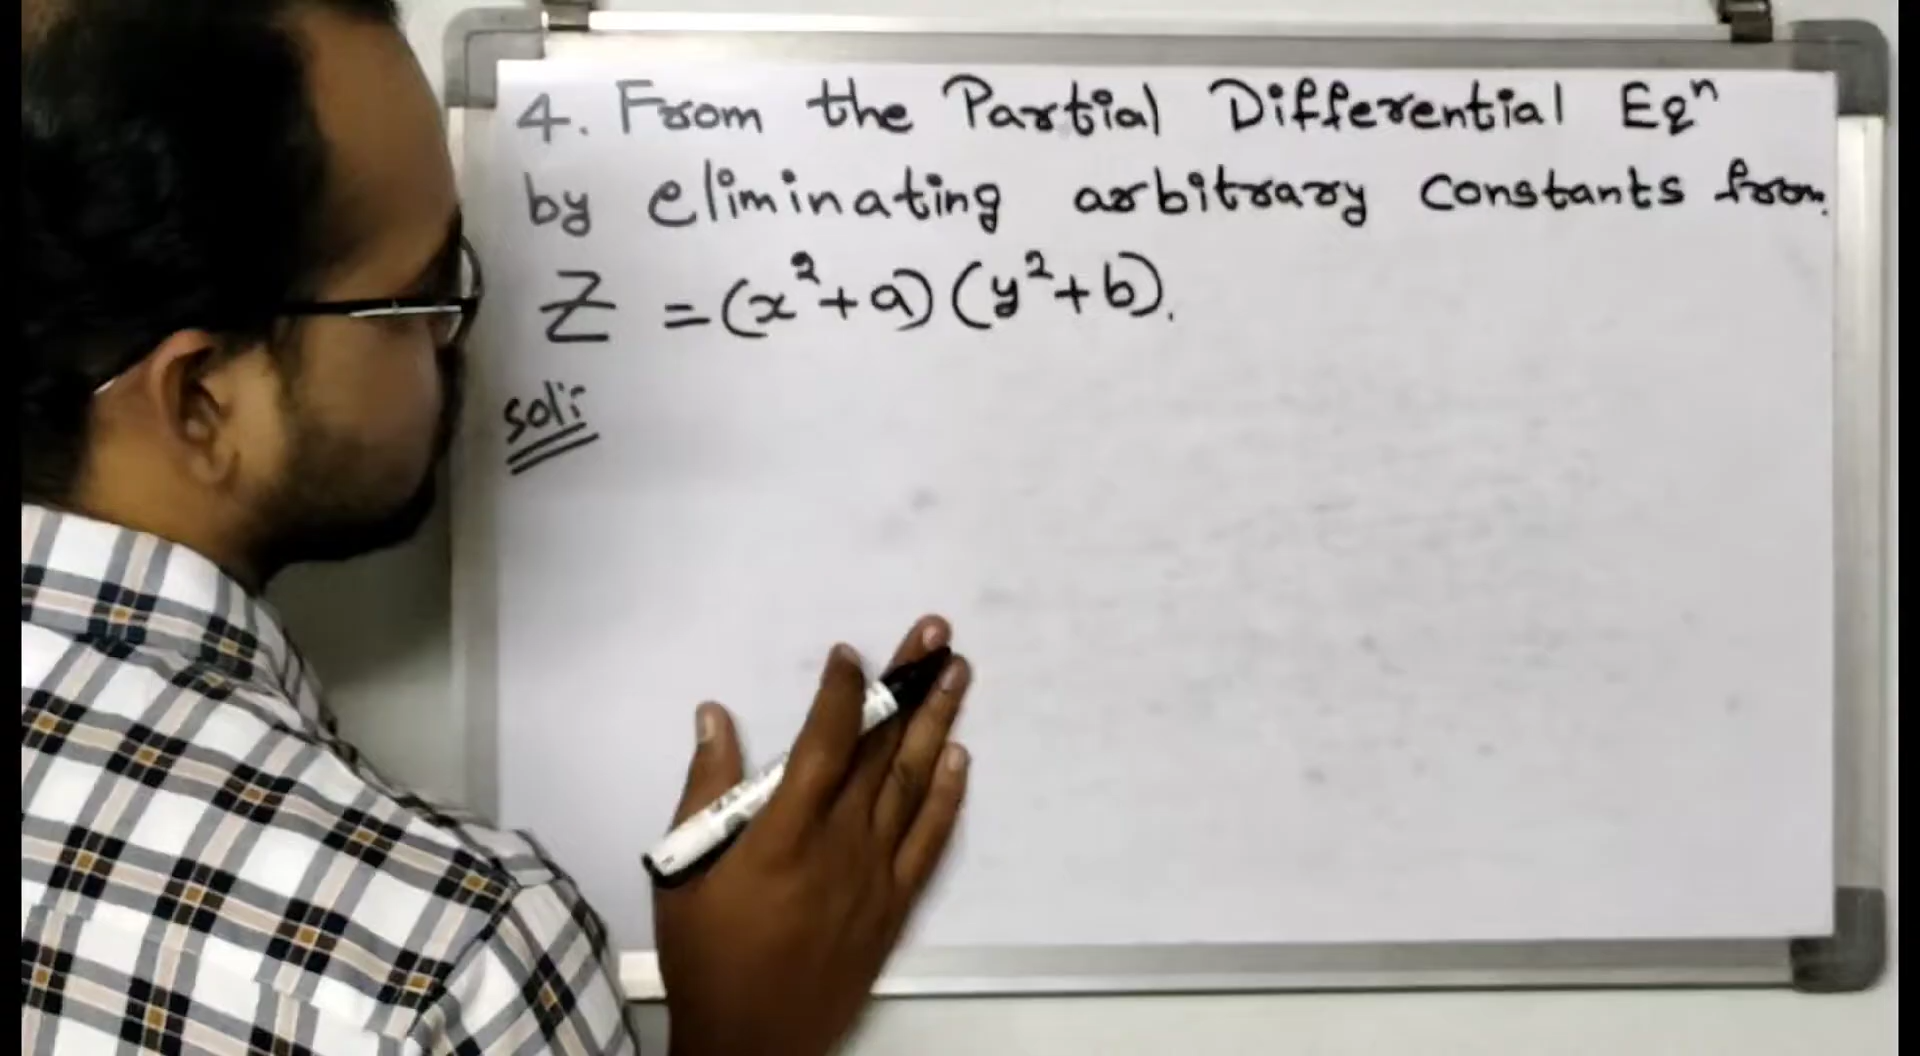 4. From the Partial Differential Eqⁿ
by eliminating arbitrary constants from.
Z = (x²+a) (y²+b).
Sol: